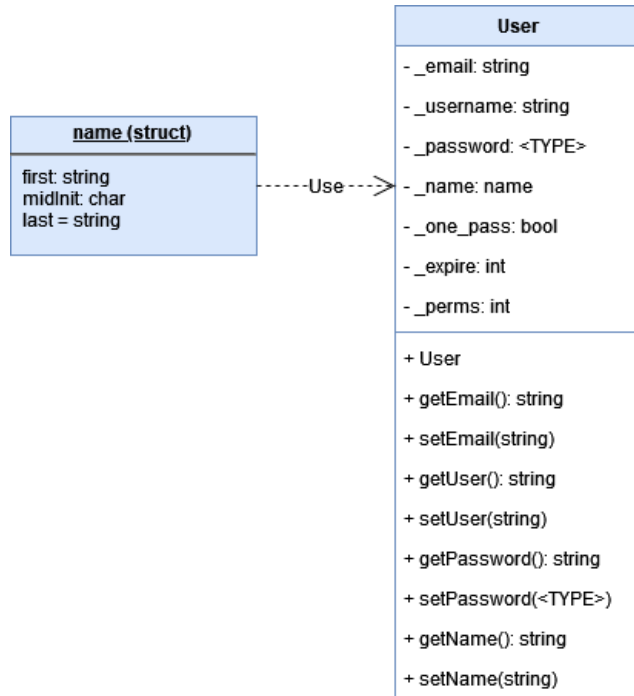 name (struct)
first: string
midInit: char
last = string
Use
User
- _email: string
- _username: string
- _password: <TYPE>
- _name: name
- _one_pass: bool
- _expire: int
- _perms: int
+ User
+ getEmail(): string
+ setEmail(string)
+ getUser(): string
+ setUser(string)
+ getPassword(): string
+ setPassword(<TYPE>)
+ getName(): string
+ setName(string)